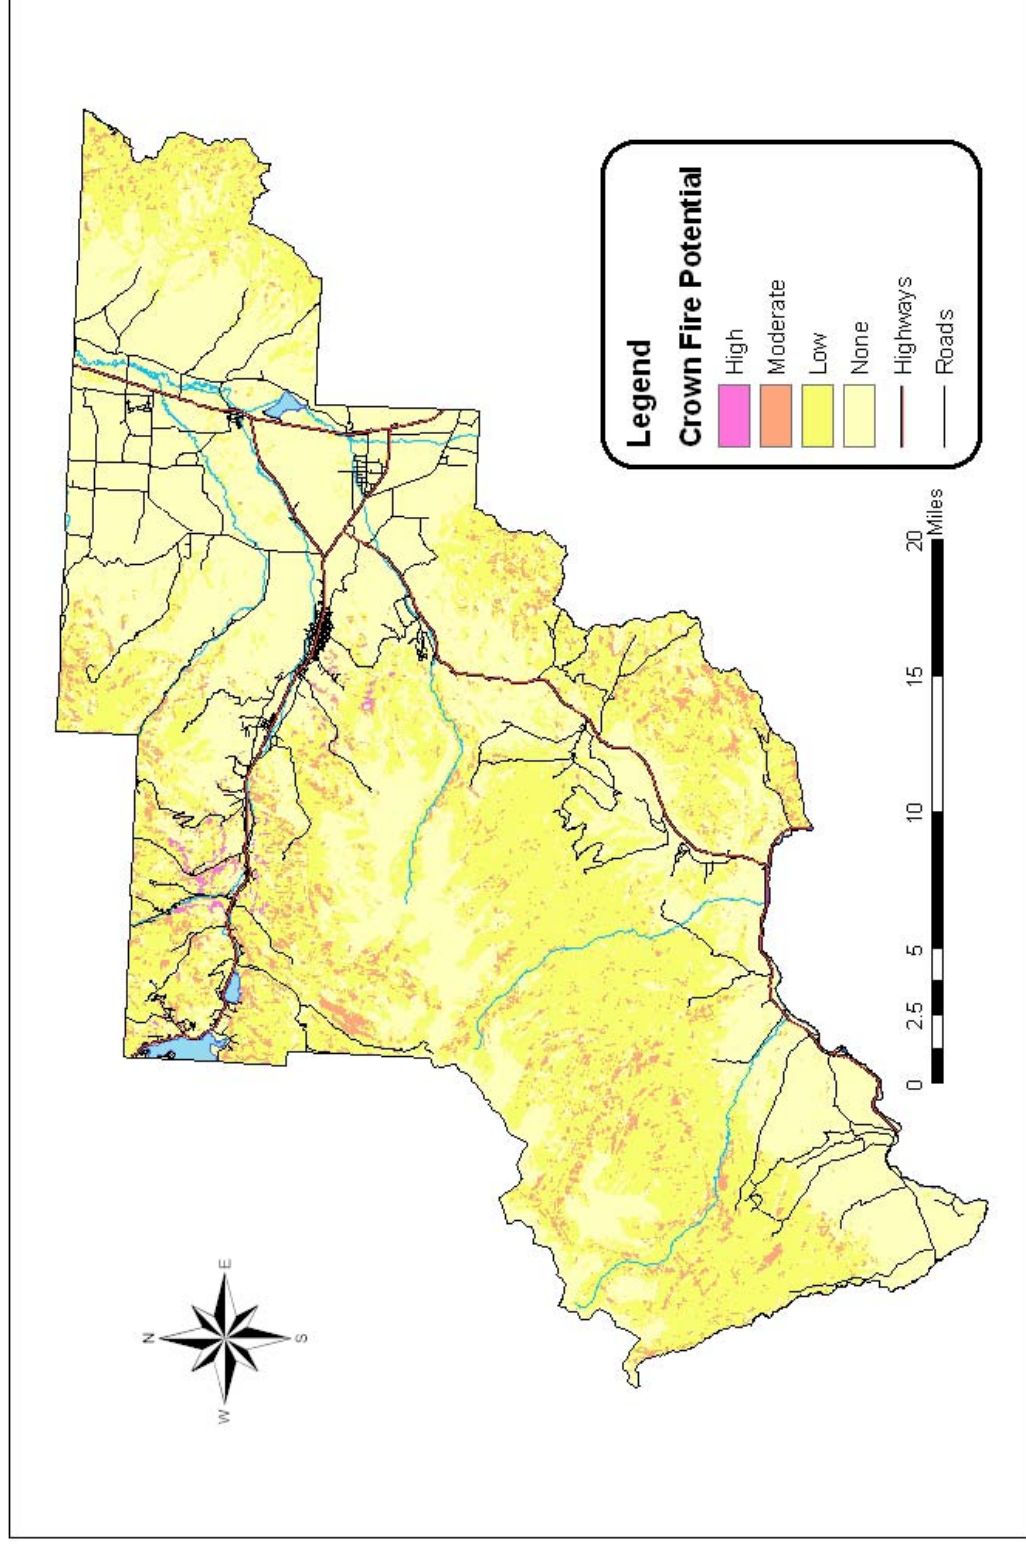 N
W
E
S
Legend
Crown Fire Potential
High
Moderate
Low
None
Highways
Roads
0 2.5 5 10 15 20
Miles